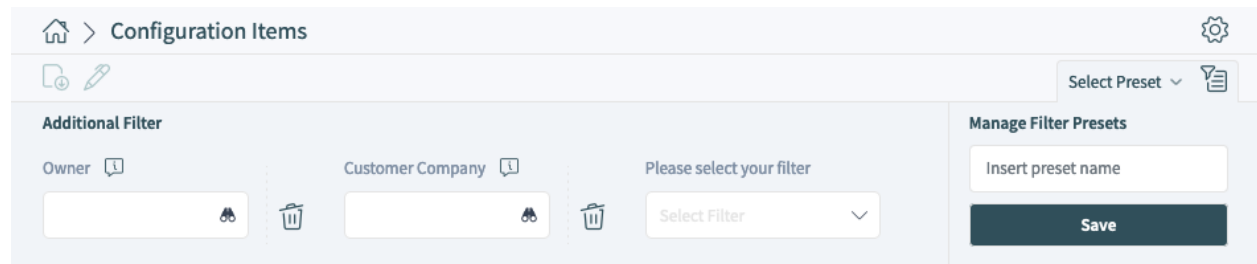 Configuration Items
Select Preset
Additional Filter
Manage Filter Presets
Owner
Customer Company
Please select your filter
Insert preset name
Select Filter
Save